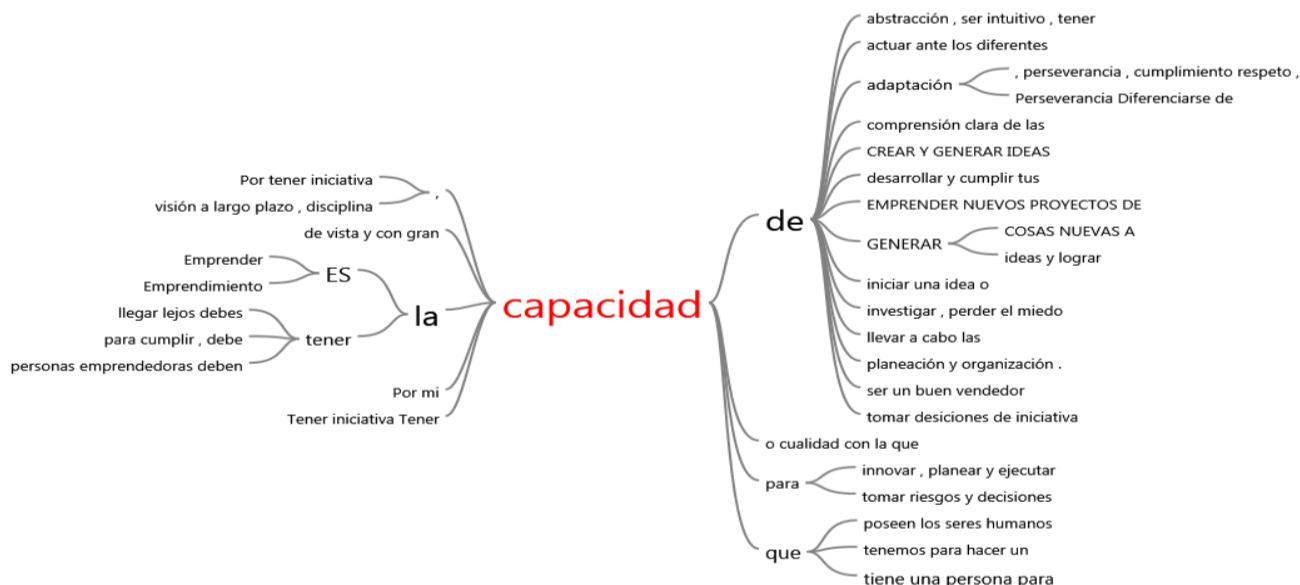 Por tener iniciativa
visión a largo plazo , disciplina
,
de vista y con gran
Emprender
Emprendimiento
ES
llegar lejos debes
para cumplir , debe
personas emprendedoras deben
tener
la
Por mi
Tener iniciativa Tener
capacidad
de
abstracción , ser intuitivo , tener
actuar ante los diferentes
adaptación
, perseverancia , cumplimiento respeto ,
Perseverancia Diferenciarse de
comprensión clara de las
CREAR Y GENERAR IDEAS
desarrollar y cumplir tus
EMPRENDER NUEVOS PROYECTOS DE
GENERAR
COSAS NUEVAS A
ideas y lograr
iniciar una idea o
investigar , perder el miedo
llevar a cabo las
planeación y organización .
ser un buen vendedor
tomar desiciones de iniciativa
o cualidad con la que
para
innovar , planear y ejecutar
tomar riesgos y decisiones
que
poseen los seres humanos
tenemos para hacer un
tiene una persona para